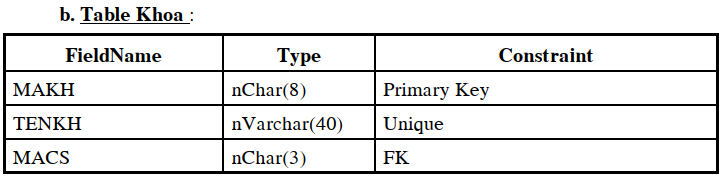 b. Table Khoa :
FieldName Type Constraint
MAKH nChar(8) Primary Key
TENKH nVarchar(40) Unique
MACS nChar(3) FK